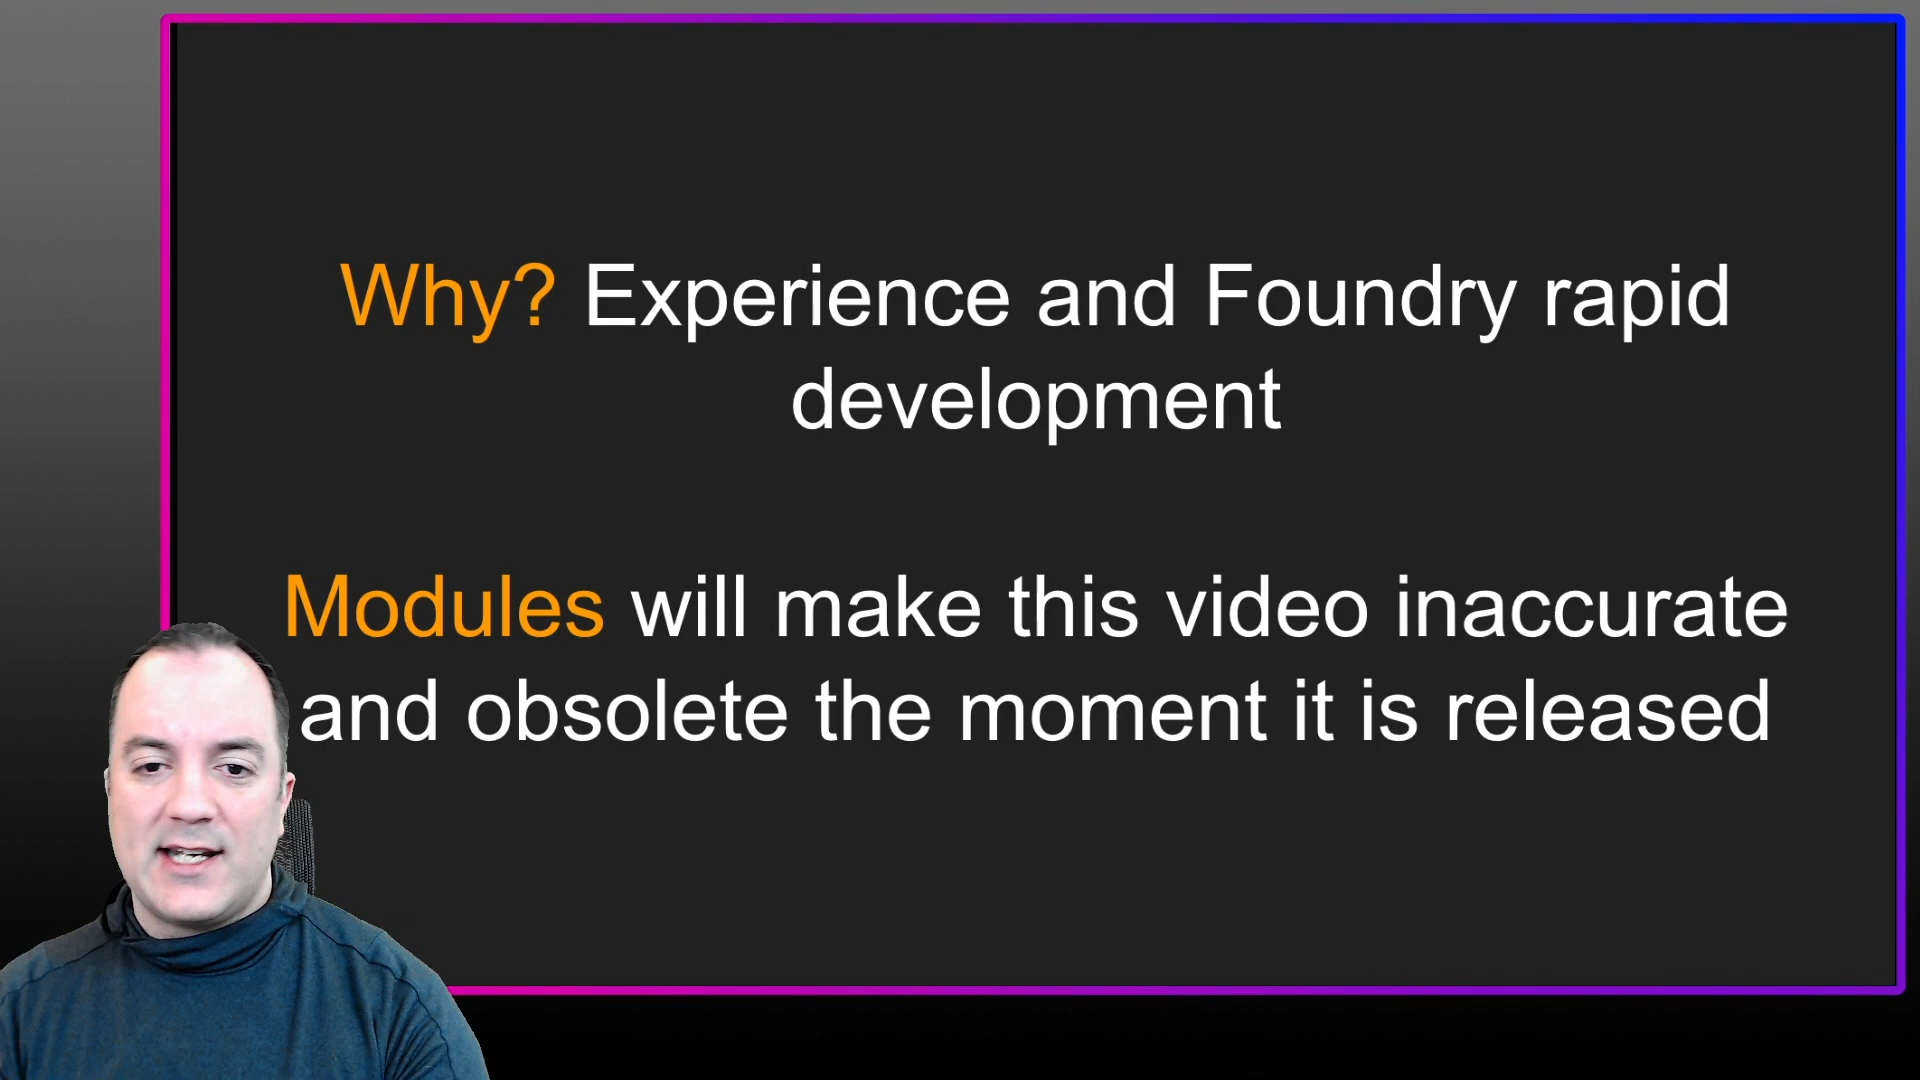 Why? Experience and Foundry rapid
development
Modules will make this video inaccurate
and obsolete the moment it is released